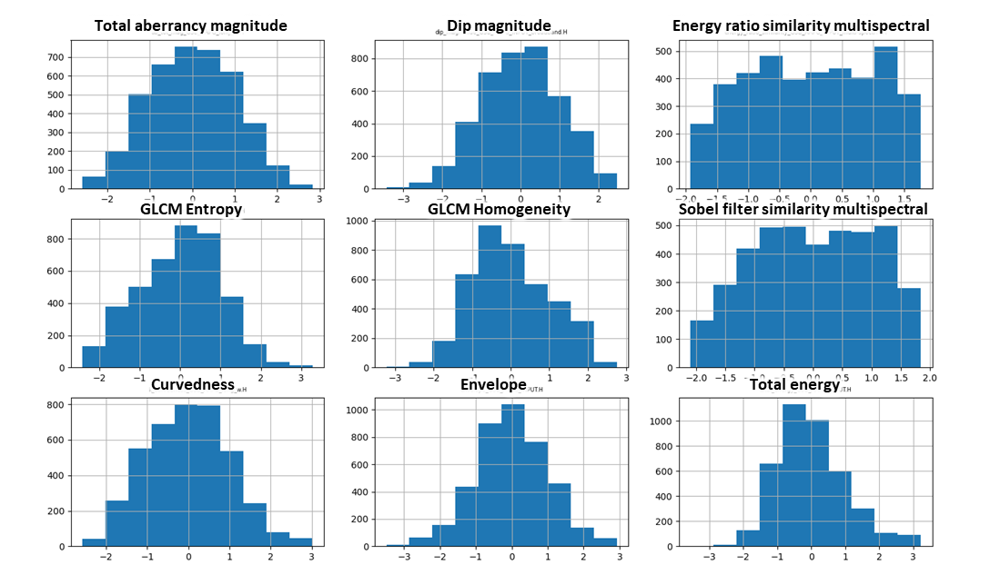 Total aberrancy magnitude
Dip magnitude
Energy ratio similarity multispectral
700
600
500
400
300
200
100
0
−2 −1 0 1 2 3
800
600
400
200
0
−3 −2 −1 0 1 2
500
400
300
200
100
0
−2.0 −1.5 −1.0 −0.5 0.0 0.5 1.0 1.5
GLCM Entropy
GLCM Homogeneity
Sobel filter similarity multispectral
800
600
400
200
0
−2 −1 0 1 2 3
1000
800
600
400
200
0
−3 −2 −1 0 1 2 3
500
400
300
200
100
0
−2.0 −1.5 −1.0 −0.5 0.0 0.5 1.0 1.5 2.0
Curvedness
Envelope
Total energy
800
600
400
200
0
−2 −1 0 1 2 3
1000
800
600
400
200
0
−3 −2 −1 0 1 2 3
1000
800
600
400
200
0
−3 −2 −1 0 1 2 3